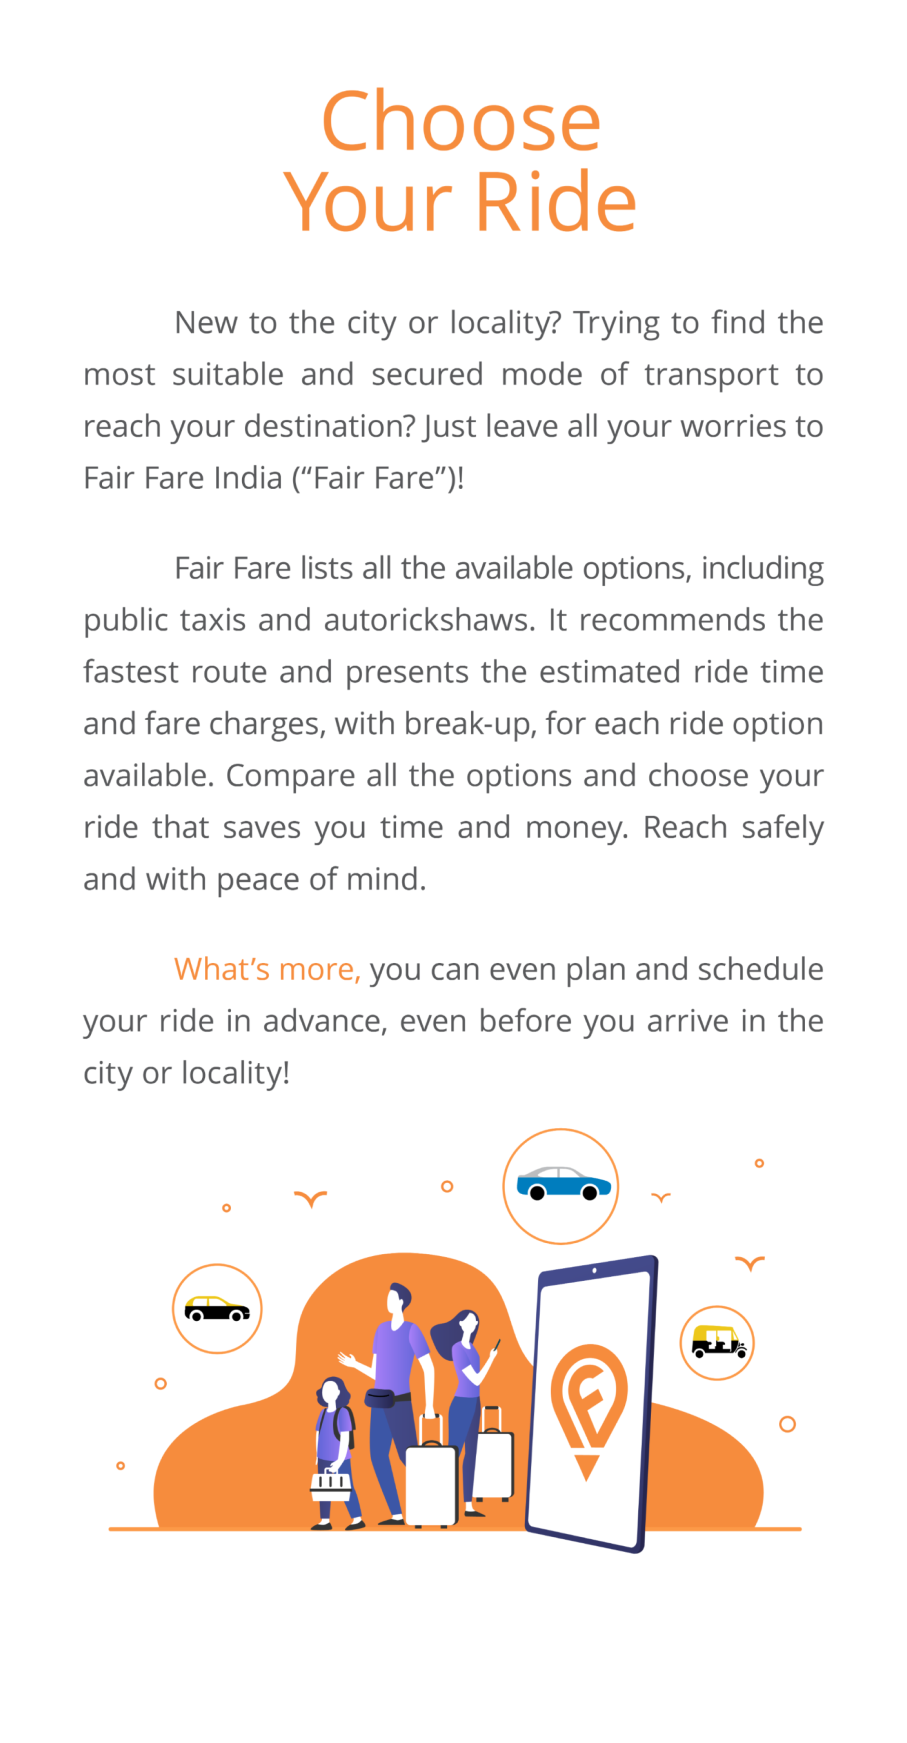 Choose
Your Ride
New to the city or locality? Trying to find the
most suitable and secured mode of transport to
reach your destination? Just leave all your worries to
Fair Fare India (“Fair Fare”)!
Fair Fare lists all the available options, including
public taxis and autorickshaws. It recommends the
fastest route and presents the estimated ride time
and fare charges, with break-up, for each ride option
available. Compare all the options and choose your
ride that saves you time and money. Reach safely
and with peace of mind.
What’s more, you can even plan and schedule
your ride in advance, even before you arrive in the
city or locality!